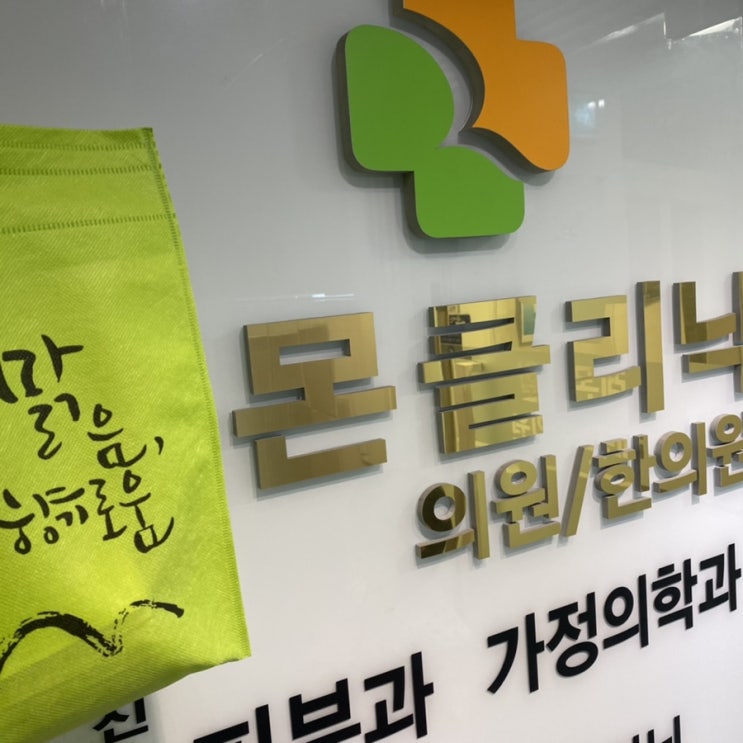 맑음,
향기로움
몬클리닉
의원/한의원
가정의학과
피부과